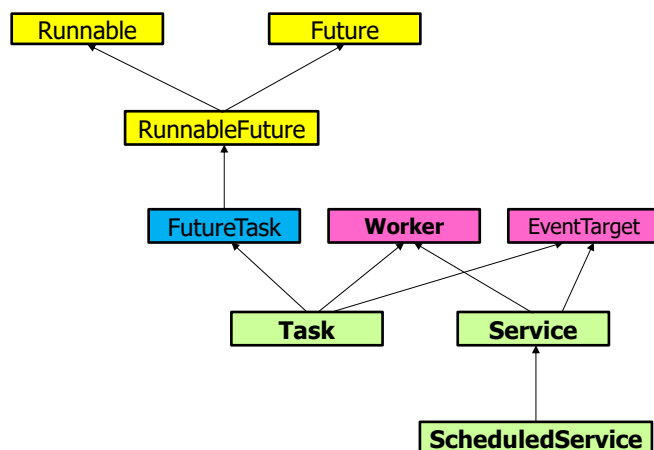 Runnable
Future
RunnableFuture
FutureTask
Worker
EventTarget
Task
Service
ScheduledService